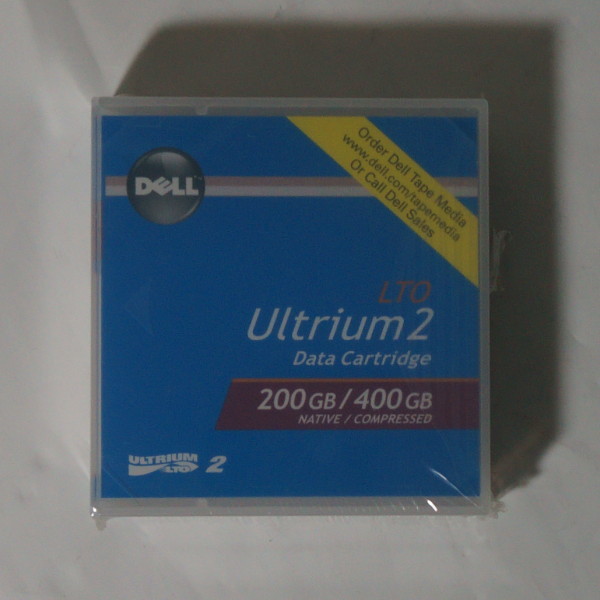 Order Dell Tape Media
www.dell.com/tapemedia
Or Call Dell Sales
DELL
LTO
Ultrium 2
Data Cartridge
200 GB / 400 GB
NATIVE / COMPRESSED
ULTRIUM
LTO
2